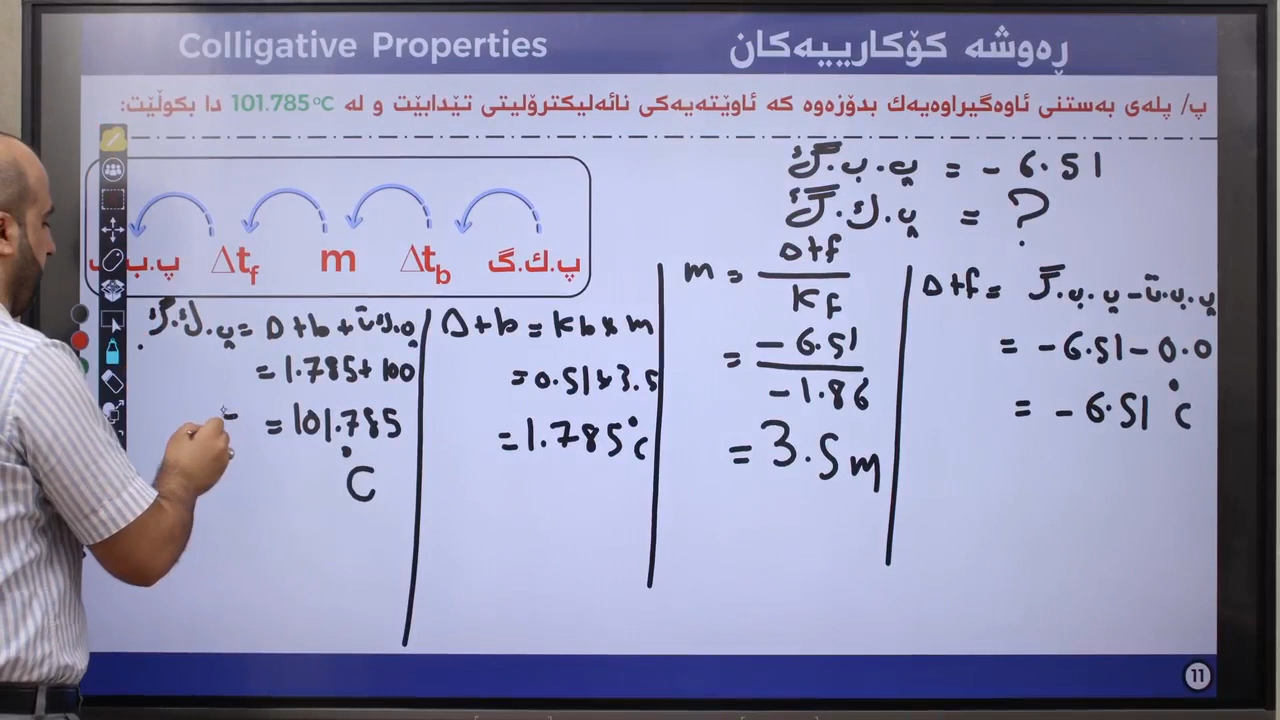 Colligative Properties
ڕەوشە کۆکارییەکان
پ/ پلەی بەستنی ئاوەگیراوەیەك بدۆزەوە کە ئاوێتەیەکی نائەلیکترۆلیتی تێدابێت و لە 101.785 °C دا بکوڵێت:
پ.ك.گ Δtb m Δtf پ.ب.
پ.ب.گ = - 6.51
پ.ك.گ = ?
Δtf = پ.ب.گ - پ.ب.ت
= -6.51 - 0.0
= -6.51 °C
m = Δtf / Kf
= -6.51 / -1.86
= 3.5 m
Δtb = Kb × m
= 0.51 × 3.5
= 1.785 °C
پ.ك.گ = Δtb + پ.ك.ت
= 1.785 + 100
= 101.785
°C
11